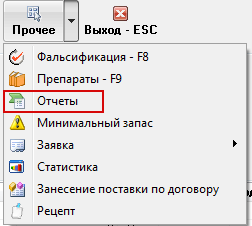 Прочее
Выход - ESC
Фальсификация - F8
Препараты - F9
Отчеты
Минимальный запас
Заявка
Статистика
Занесение поставки по договору
Рецепт